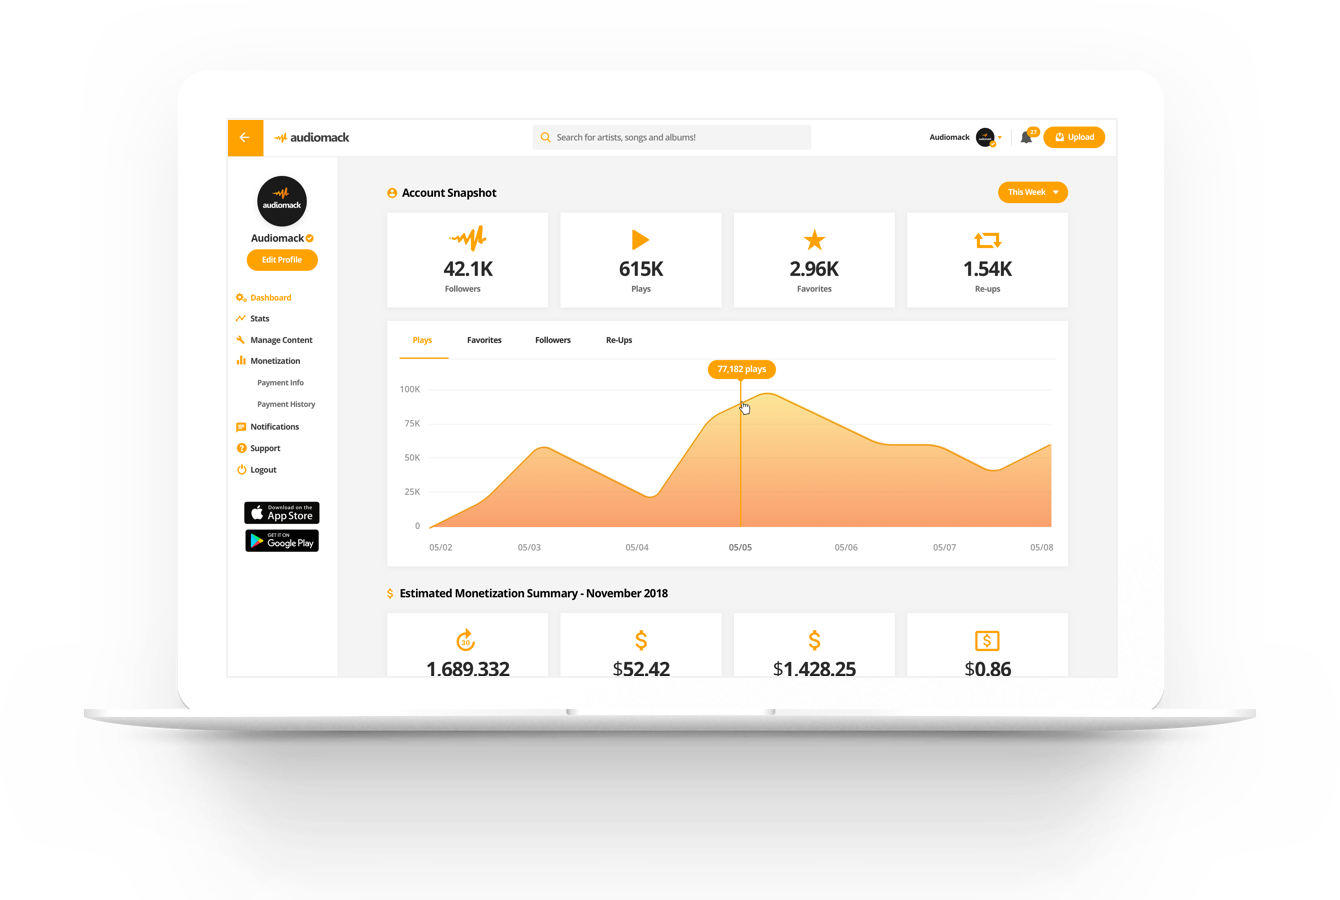 audiomack
Search for artists, songs and albums!
Audiomack
27
Upload
audiomack
Audiomack
Edit Profile
Dashboard
Stats
Manage Content
Monetization
Payment Info
Payment History
Notifications
Support
Logout
Download on the
App Store
GET IT ON
Google Play
Account Snapshot
This Week
42.1K
Followers
615K
Plays
2.96K
Favorites
1.54K
Re-ups
Plays Favorites Followers Re-Ups
77,182 plays
100K
75K
50K
25K
0
05/02 05/03 05/04 05/05 05/06 05/07 05/08
$ Estimated Monetization Summary - November 2018
30
1,689,332
$
$52.42
$
$1,428.25
$
$0.86